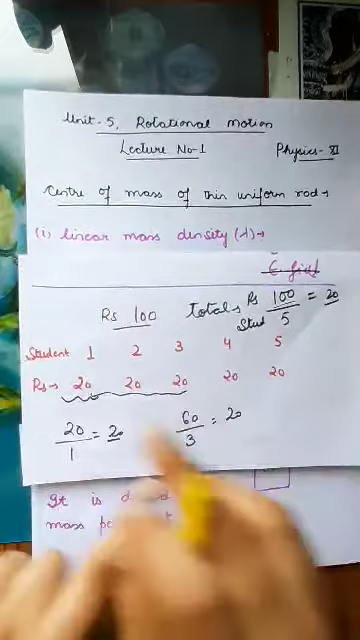 Unit-5, Rotational Motion
Lecture No-1 Physics-XI
Centre of mass of thin uniform rod→
(i) linear mass density (λ)→
Rs 100 Total→ Rs 100/5 = 20
Stud
Student 1 2 3 4 5
Rs→ 20 20 20 20 20
20/1 = 20 60/3 = 20
It is d
mass pe